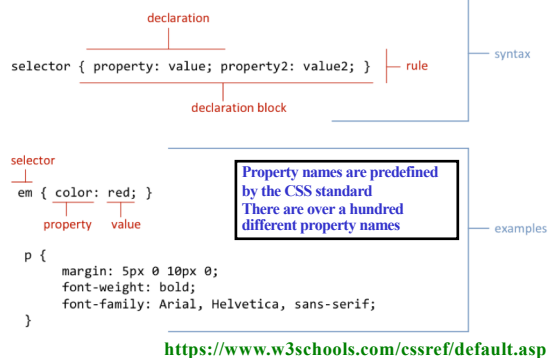 declaration
selector { property: value; property2: value2; }
rule
syntax
declaration block
selector
em { color: red; }
property
value
Property names are predefined
by the CSS standard
There are over a hundred
different property names
examples
p {
margin: 5px 0 10px 0;
font-weight: bold;
font-family: Arial, Helvetica, sans-serif;
}
https://www.w3schools.com/cssref/default.asp